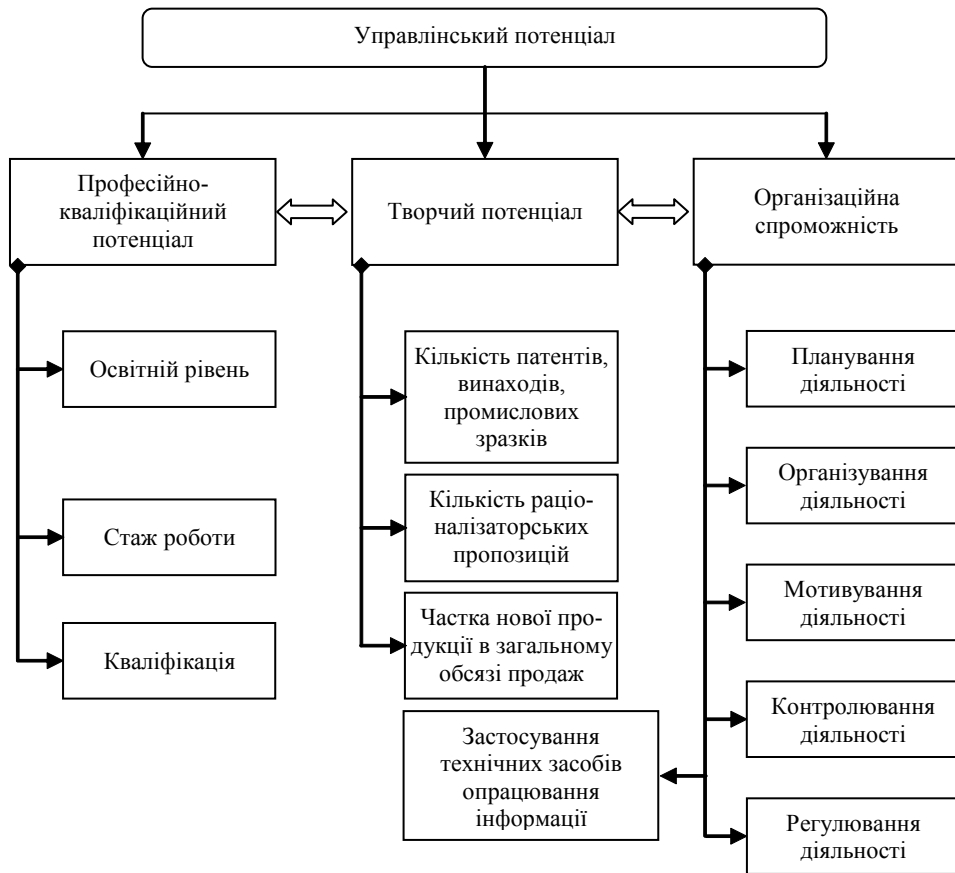 Управлінський потенціал
Професійно-
кваліфікаційний
потенціал
Творчий потенціал
Організаційна
спроможність
Освітній рівень
Стаж роботи
Кваліфікація
Кількість патентів,
винаходів,
промислових
зразків
Кількість раціо-
налізаторських
пропозицій
Частка нової про-
дукції в загальному
обсязі продаж
Застосування
технічних засобів
опрацювання
інформації
Планування
діяльності
Організування
діяльності
Мотивування
діяльності
Контролювання
діяльності
Регулювання
діяльності